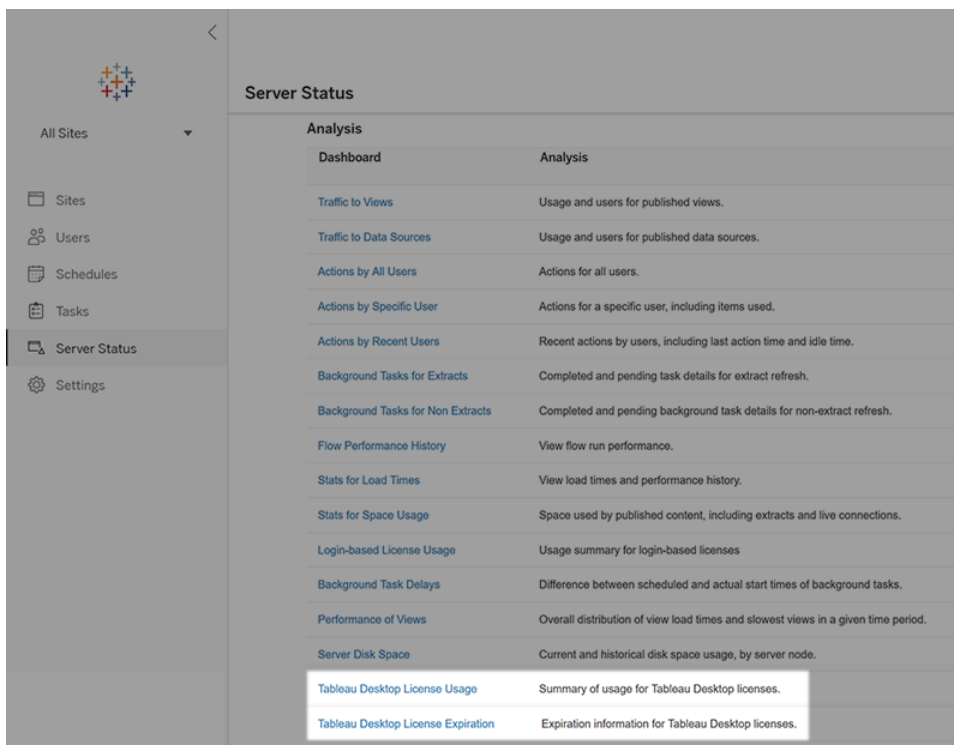 Server Status
All Sites
Sites
Users
Schedules
Tasks
Server Status
Settings
Analysis
Dashboard Analysis
Traffic to Views Usage and users for published views.
Traffic to Data Sources Usage and users for published data sources.
Actions by All Users Actions for all users.
Actions by Specific User Actions for a specific user, including items used.
Actions by Recent Users Recent actions by users, including last action time and idle time.
Background Tasks for Extracts Completed and pending task details for extract refresh.
Background Tasks for Non Extracts Completed and pending background task details for non-extract refresh.
Flow Performance History View flow run performance.
Stats for Load Times View load times and performance history.
Stats for Space Usage Space used by published content, including extracts and live connections.
Login-based License Usage Usage summary for login-based licenses
Background Task Delays Difference between scheduled and actual start times of background tasks.
Performance of Views Overall distribution of view load times and slowest views in a given time period.
Server Disk Space Current and historical disk space usage, by server node.
Tableau Desktop License Usage Summary of usage for Tableau Desktop licenses.
Tableau Desktop License Expiration Expiration information for Tableau Desktop licenses.